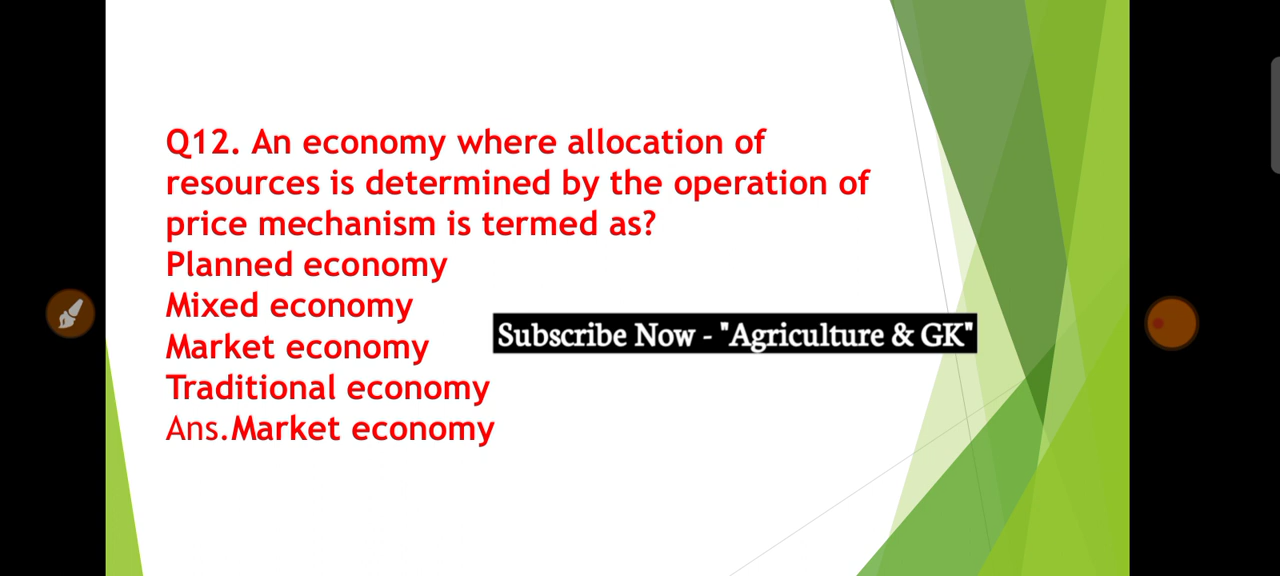 Q12. An economy where allocation of
resources is determined by the operation of
price mechanism is termed as?
Planned economy
Mixed economy
Market economy
Subscribe Now - "Agriculture & GK"
Traditional economy
Ans.Market economy